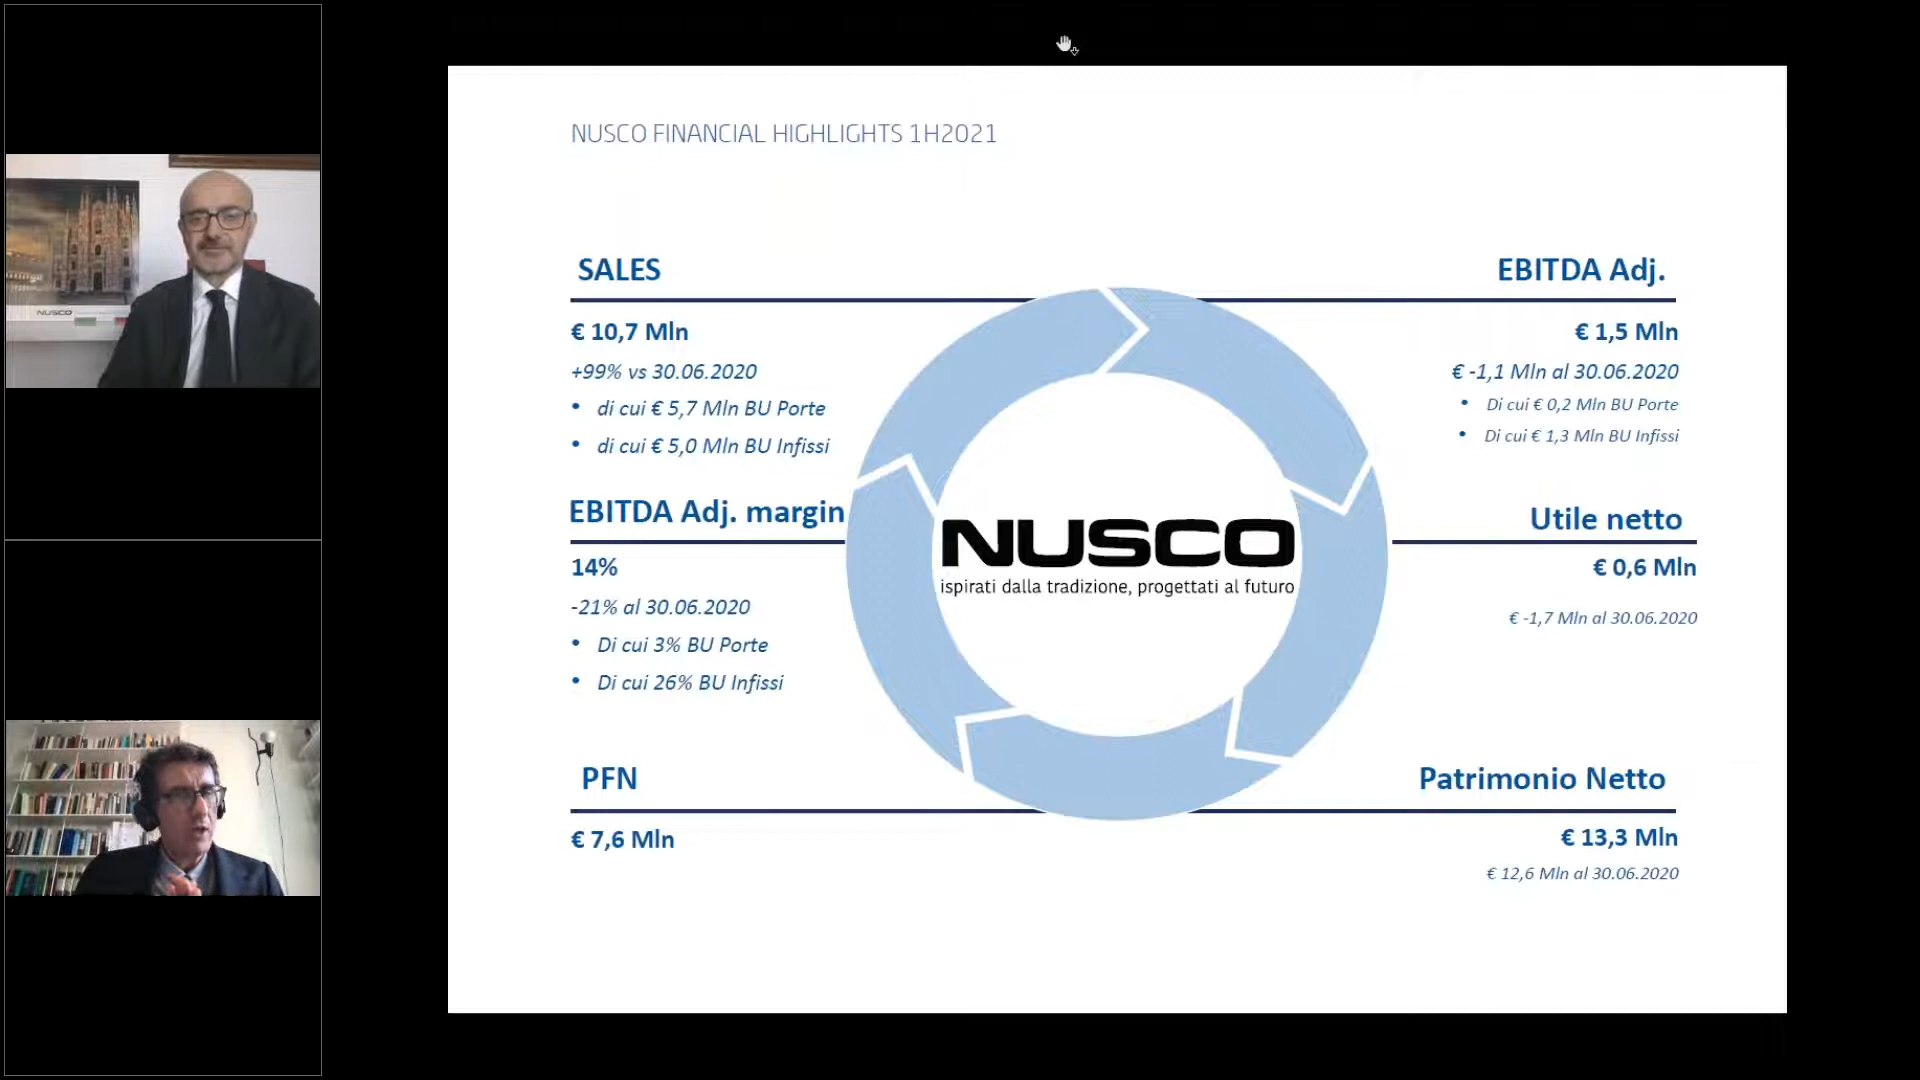 NUSCO FINANCIAL HIGHLIGHTS 1H2021
SALES
€ 10,7 Mln
+99% vs 30.06.2020
• di cui € 5,7 Mln BU Porte
• di cui € 5,0 Mln BU Infissi
EBITDA Adj.
€ 1,5 Mln
€ -1,1 Mln al 30.06.2020
• Di cui € 0,2 Mln BU Porte
• Di cui € 1,3 Mln BU Infissi
EBITDA Adj. margin
14%
-21% al 30.06.2020
• Di cui 3% BU Porte
• Di cui 26% BU Infissi
NUSCO
ispirati dalla tradizione, progettati al futuro
Utile netto
€ 0,6 Mln
€ -1,7 Mln al 30.06.2020
PFN
€ 7,6 Mln
Patrimonio Netto
€ 13,3 Mln
€ 12,6 Mln al 30.06.2020
NUSCO